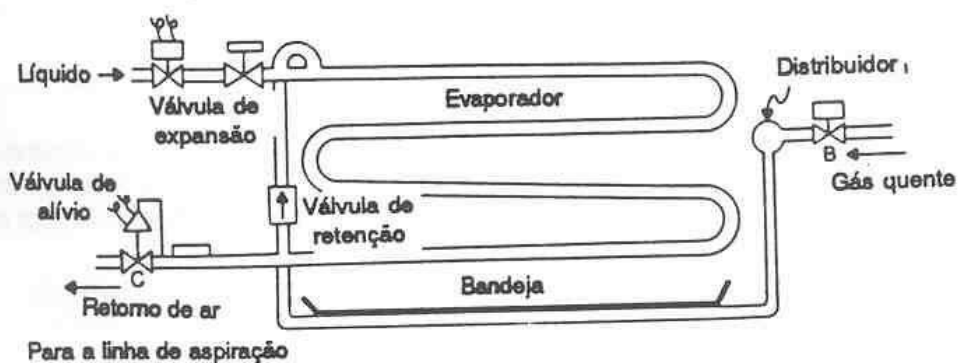 Líquido
Válvula de
expansão
Evaporador
Distribuidor
B
Gás quente
Válvula de
alívio
Válvula de
retenção
C
Retorno de ar
Bandeja
Para a linha de aspiração